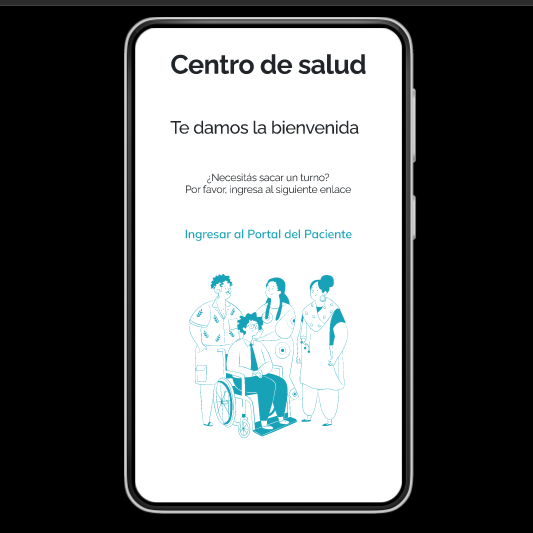 Centro de salud
Te damos la bienvenida
¿Necesitás sacar un turno?
Por favor, ingresa al siguiente enlace
Ingresar al Portal del Paciente